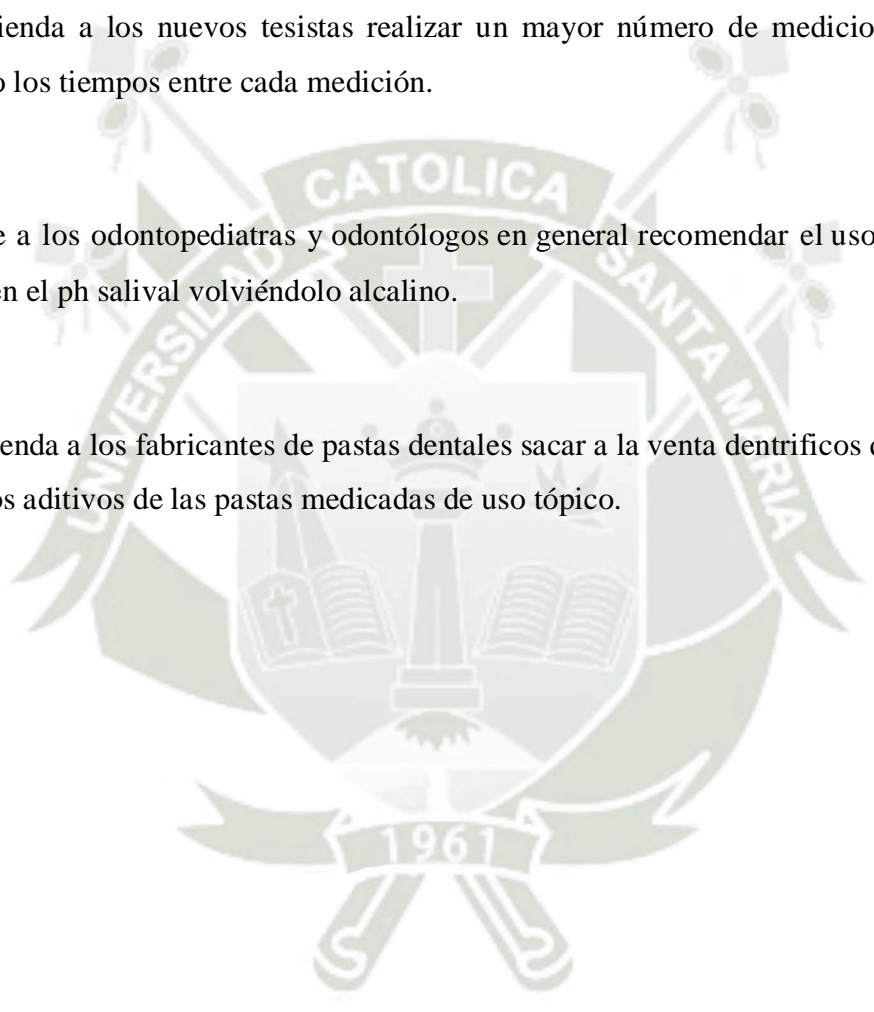 ienda a los nuevos tesistas realizar un mayor número de medicio
o los tiempos entre cada medición.
e a los odontopediatras y odontólogos en general recomendar el uso
en el ph salival volviéndolo alcalino.
enda a los fabricantes de pastas dentales sacar a la venta dentrificos
os aditivos de las pastas medicadas de uso tópico.
UNIVERSIDAD CATOLICA SANTA MARIA
1961